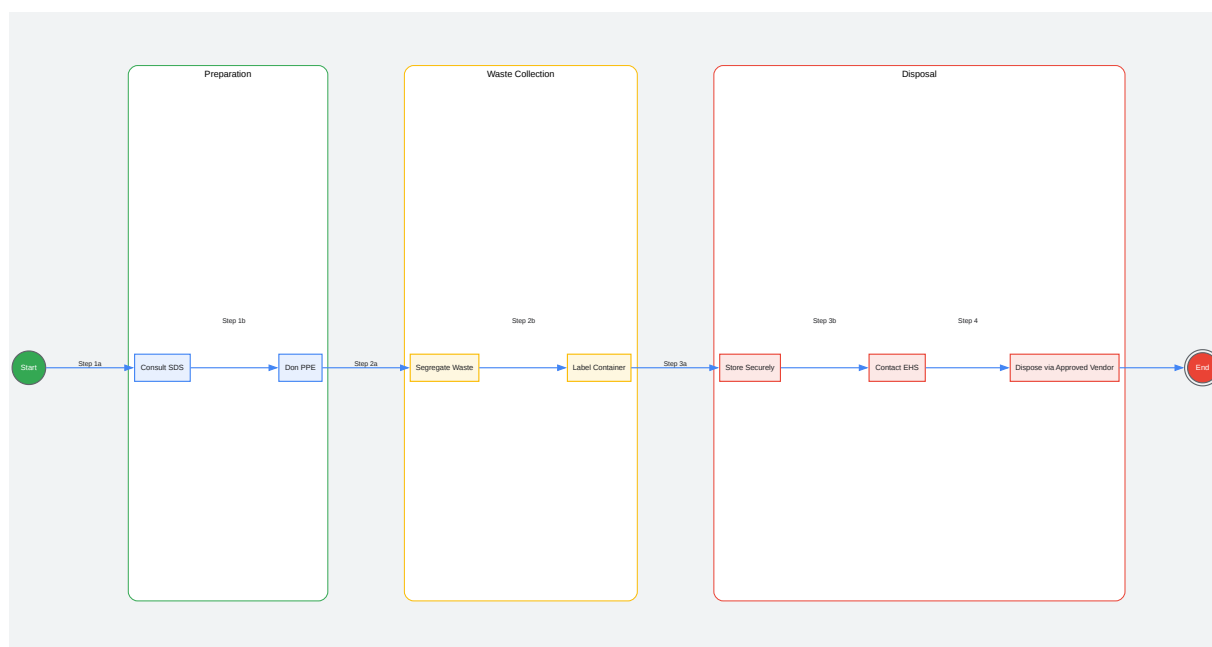 Preparation
Waste Collection
Disposal
Step 1b
Step 2b
Step 3b
Step 4
Start
Step 1a
Consult SDS
Don PPE
Step 2a
Segregate Waste
Label Container
Step 3a
Store Securely
Contact EHS
Dispose via Approved Vendor
End